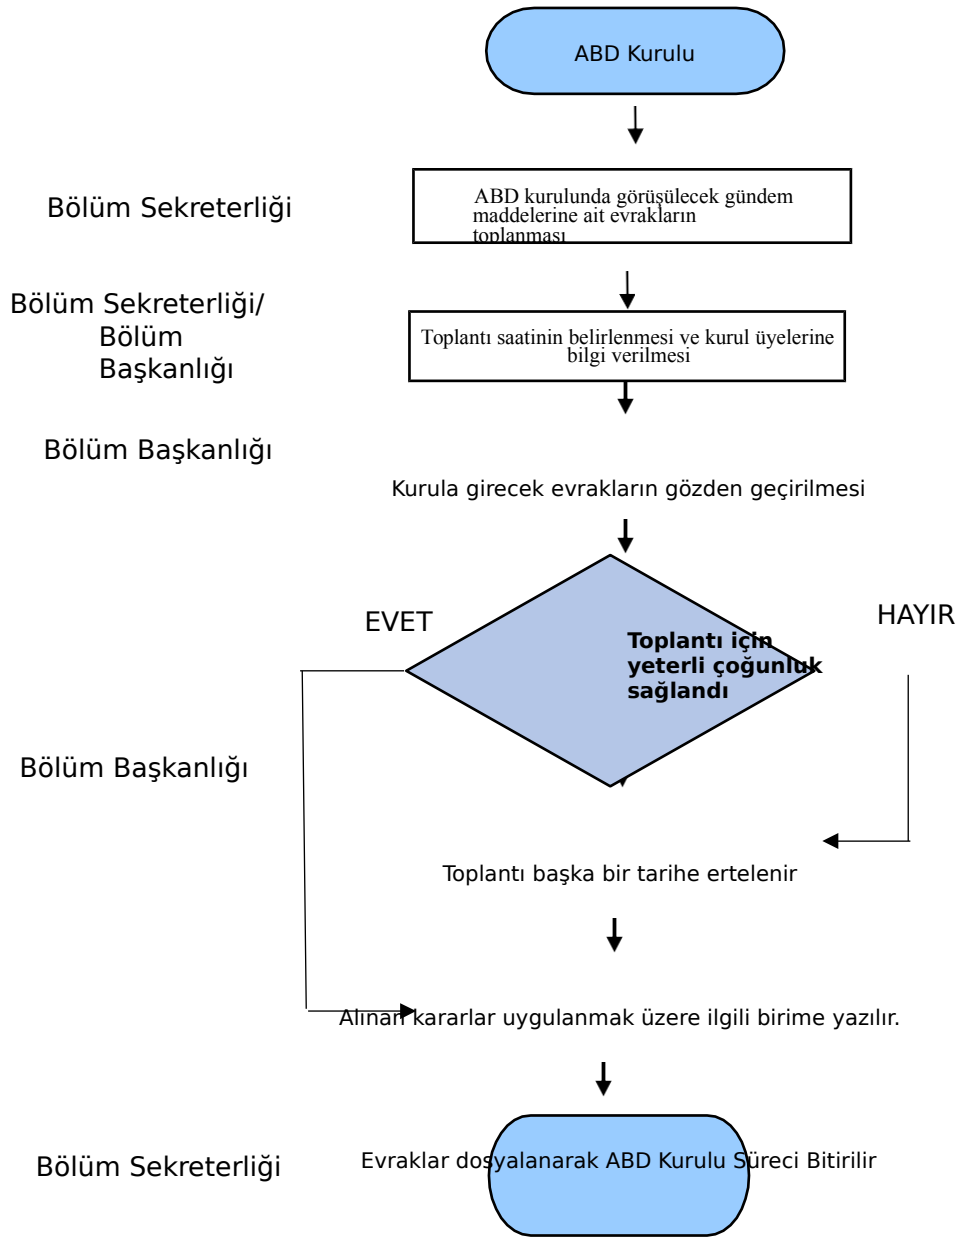 ABD Kurulu
Bölüm Sekreterliği
ABD kurulunda görüşülecek gündem
maddelerine ait evrakların
toplanması
Bölüm Sekreterliği/
Bölüm
Başkanlığı
Toplantı saatinin belirlenmesi ve kurul üyelerine
bilgi verilmesi
Bölüm Başkanlığı
Kurula girecek evrakların gözden geçirilmesi
EVET
HAYIR
Toplantı için
yeterli çoğunluk
sağlandı
Bölüm Başkanlığı
Toplantı başka bir tarihe ertelenir
Alınan kararlar uygulanmak üzere ilgili birime yazılır.
Bölüm Sekreterliği
Evraklar dosyalanarak ABD Kurulu Süreci Bitirilir